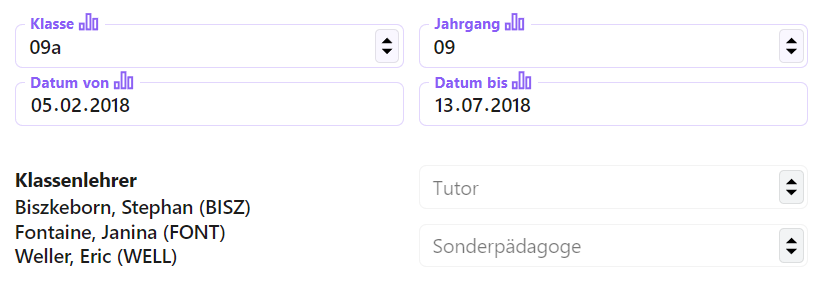 Klasse
09a
Jahrgang
09
Datum von
05.02.2018
Datum bis
13.07.2018
Klassenlehrer
Biszkeborn, Stephan (BISZ)
Fontaine, Janina (FONT)
Weller, Eric (WELL)
Tutor
Sonderpädagoge